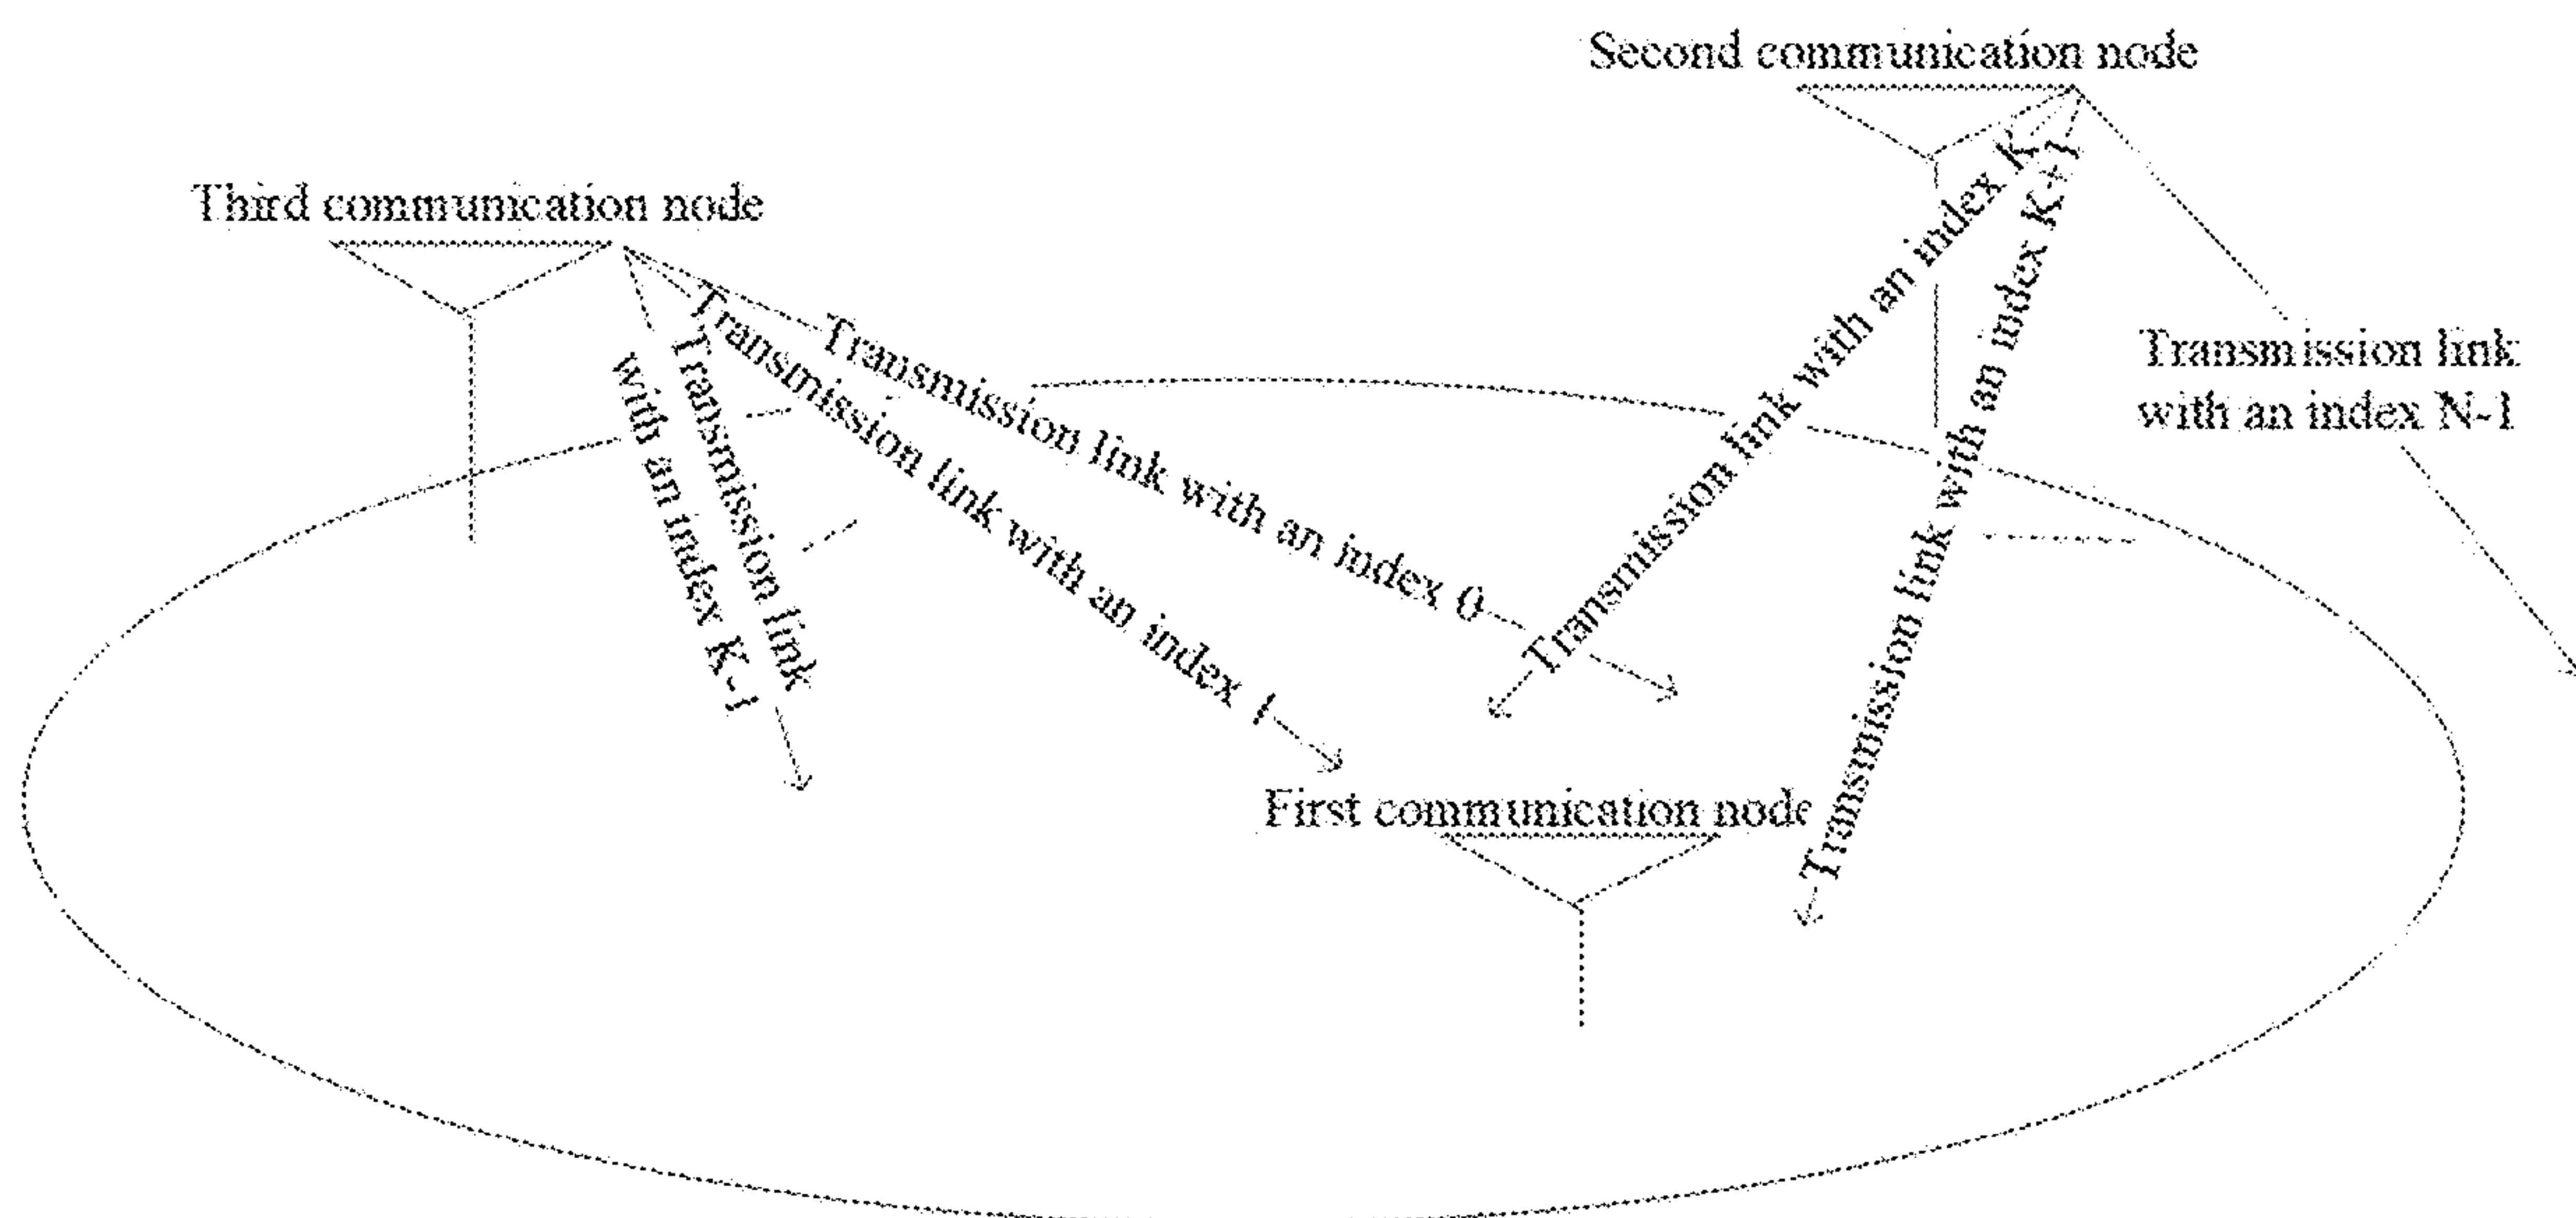 Second communication node
Third communication node
Transmission link with an index 0
Transmission link with an index 1
Transmission link
with an index K-1
Transmission link with an index K
Transmission link with an index K+1
Transmission link
with an index N-1
First communication node